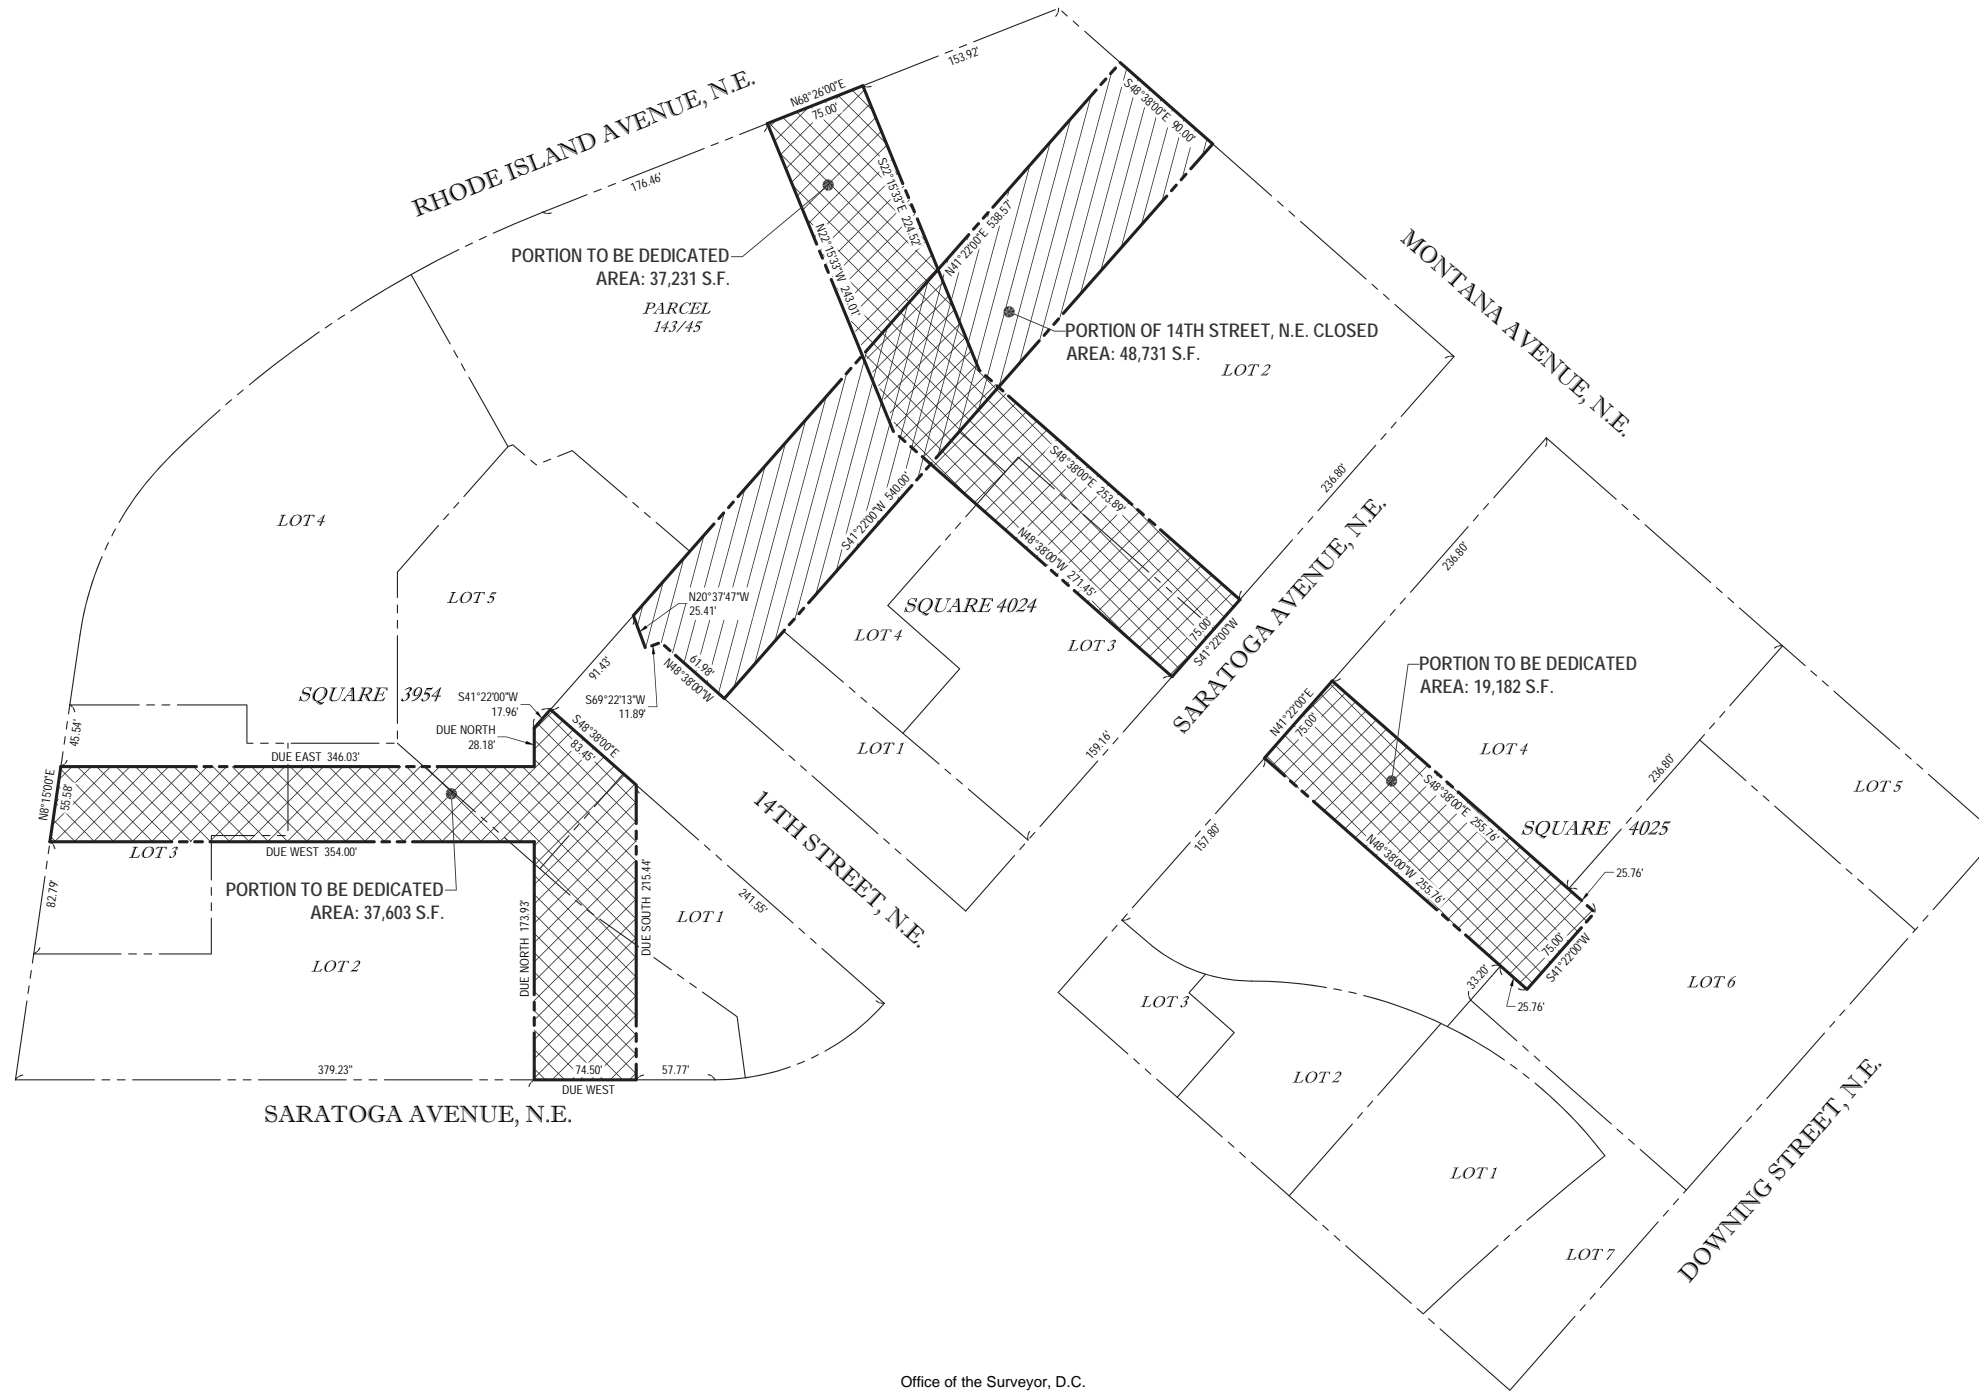 153.92'
N68°26'00"E
75.00'
RHODE ISLAND AVENUE, N.E.
176.46'
S48°38'00"E 90.00'
S22°15'33"E 224.52'
N22°15'33"W 243.01'
N41°22'00"E 538.57'
PORTION TO BE DEDICATED
AREA: 37,231 S.F.
PARCEL
143/45
PORTION OF 14TH STREET, N.E. CLOSED
AREA: 48,731 S.F.
LOT 2
MONTANA AVENUE, N.E.
236.80'
S48°38'00"E 253.89'
N48°38'00"W 271.45'
S41°22'00"W 540.00'
LOT 4
LOT 5
SQUARE 3954
N20°37'47"W
25.41'
91.43'
61.98'
N48°38'00"W
S69°22'13"W
11.89'
SQUARE 4024
LOT 4
LOT 3
LOT 1
75.00'
S41°22'00"W
SARATOGA AVENUE, N.E.
159.16'
236.80'
S41°22'00"W
17.96'
DUE NORTH
28.18'
S48°38'00"E
83.45'
45.54'
DUE EAST 346.03'
N8°15'00"E
55.58'
LOT 3
DUE WEST 354.00'
82.79'
PORTION TO BE DEDICATED
AREA: 37,603 S.F.
LOT 2
DUE NORTH 173.93'
DUE SOUTH 215.44'
LOT 1
241.55'
14TH STREET, N.E.
379.23"
74.50'
DUE WEST
57.77'
SARATOGA AVENUE, N.E.
N41°22'00"E
75.00'
PORTION TO BE DEDICATED
AREA: 19,182 S.F.
LOT 4
236.80'
LOT 5
S48°38'00"E 255.76'
SQUARE 4025
N48°38'00"W 255.76'
25.76'
157.80'
75.00'
S41°22'00"W
33.20'
25.76'
LOT 6
LOT 3
LOT 2
LOT 1
LOT 7
DOWNING STREET, N.E.
Office of the Surveyor, D.C.